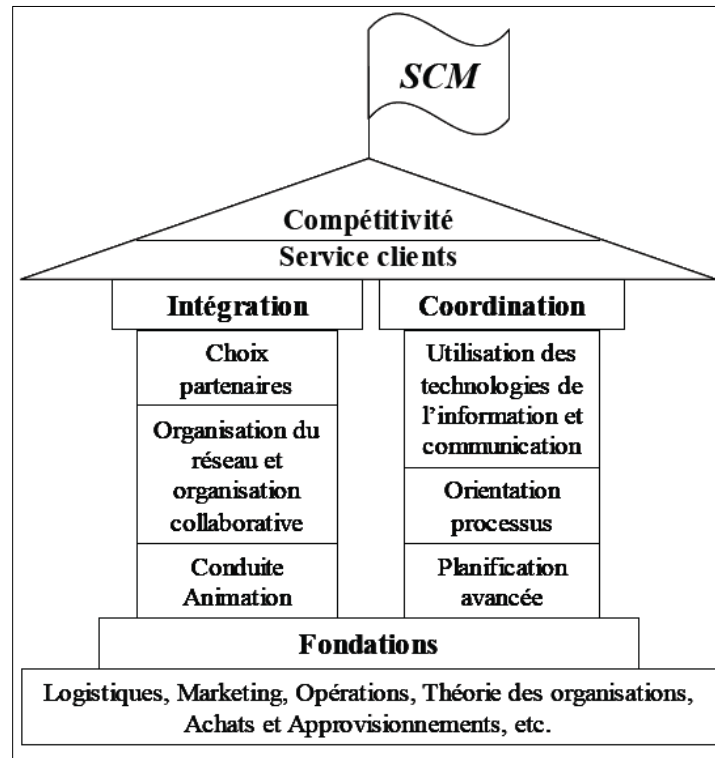 SCM
Compétitivité
Service clients
Intégration
Coordination
Choix
partenaires
Organisation du
réseau et
organisation
collaborative
Conduite
Animation
Utilisation des
technologies de
l'information et
communication
Orientation
processus
Planification
avancée
Fondations
Logistiques, Marketing, Opérations, Théorie des organisations,
Achats et Approvisionnements, etc.